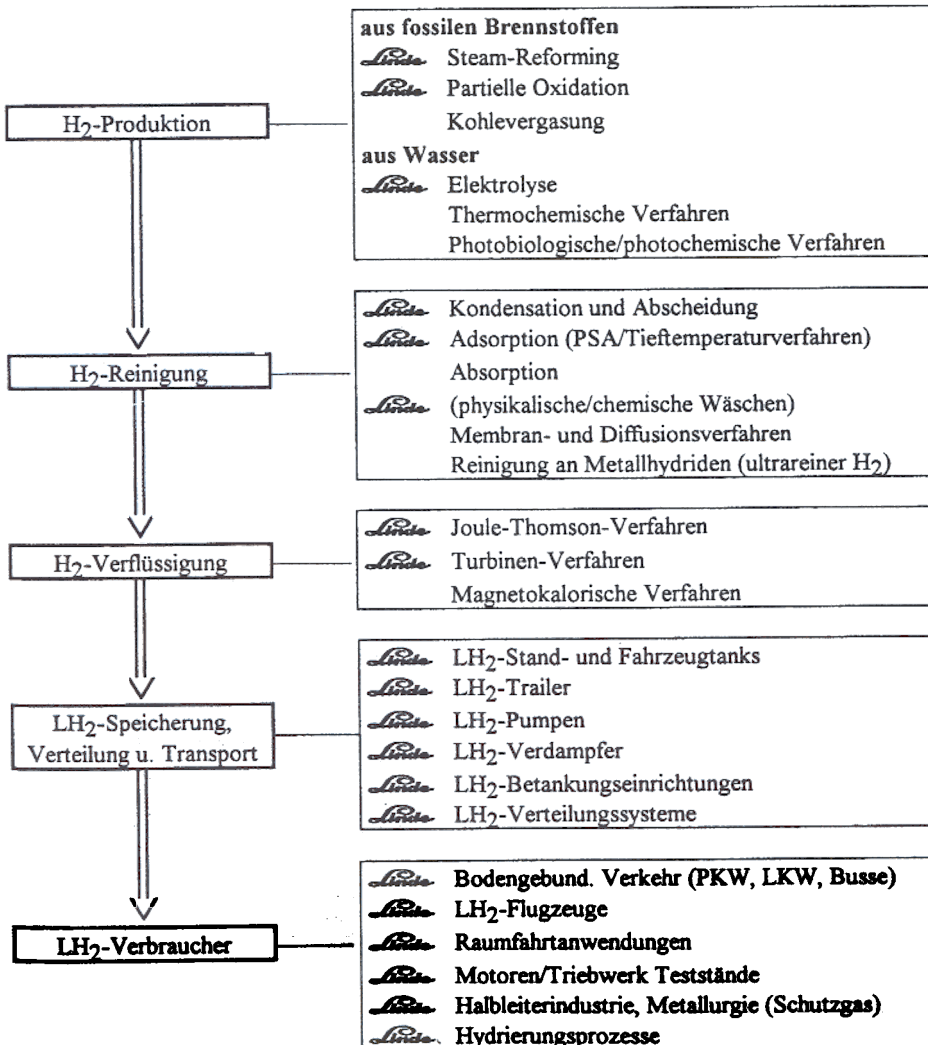 H2-Produktion
aus fossilen Brennstoffen
Linde Steam-Reforming
Linde Partielle Oxidation
Kohlevergasung
aus Wasser
Linde Elektrolyse
Thermochemische Verfahren
Photobiologische/photochemische Verfahren
H2-Reinigung
Linde Kondensation und Abscheidung
Linde Adsorption (PSA/Tieftemperaturverfahren)
Absorption
Linde (physikalische/chemische Wäschen)
Membran- und Diffusionsverfahren
Reinigung an Metallhydriden (ultrareiner H2)
H2-Verflüssigung
Linde Joule-Thomson-Verfahren
Linde Turbinen-Verfahren
Magnetokalorische Verfahren
LH2-Speicherung,
Verteilung u. Transport
Linde LH2-Stand- und Fahrzeugtanks
Linde LH2-Trailer
Linde LH2-Pumpen
Linde LH2-Verdampfer
Linde LH2-Betankungseinrichtungen
Linde LH2-Verteilungssysteme
LH2-Verbraucher
Linde Bodengebund. Verkehr (PKW, LKW, Busse)
Linde LH2-Flugzeuge
Linde Raumfahrtanwendungen
Linde Motoren/Triebwerk Teststände
Linde Halbleiterindustrie, Metallurgie (Schutzgas)
Linde Hydrierungsprozesse